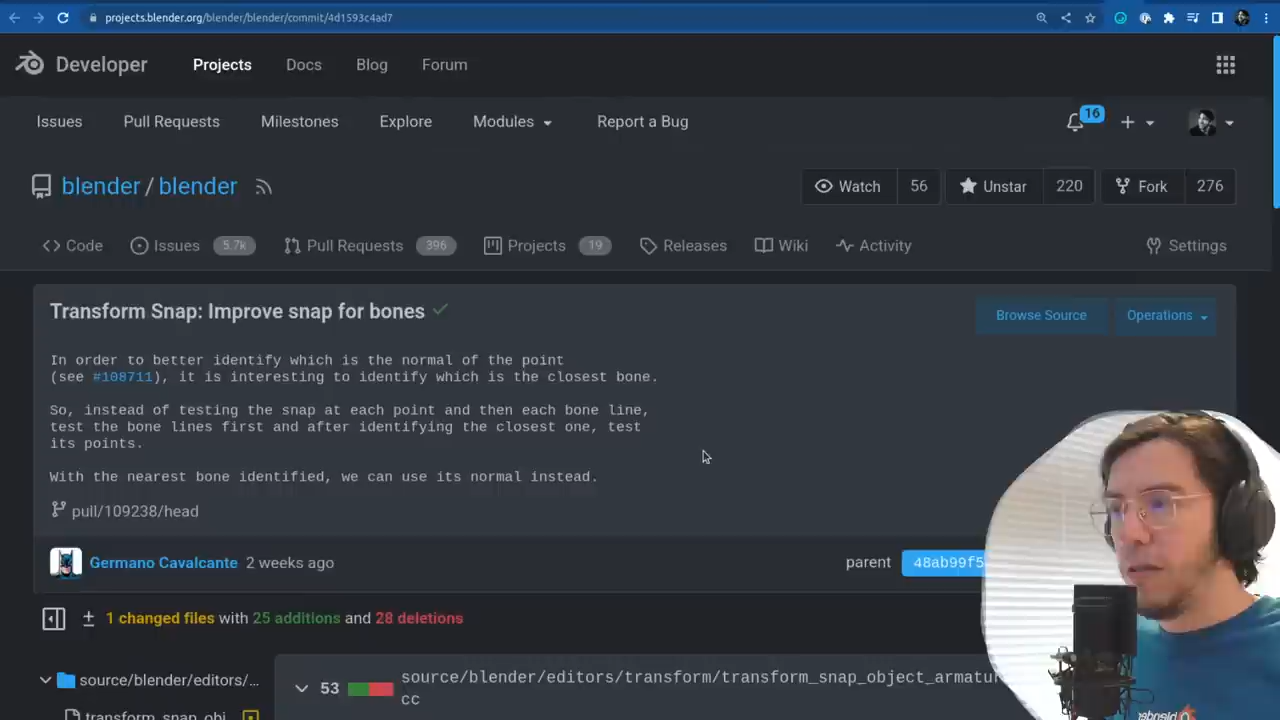 projects.blender.org/blender/blender/commit/4d1593c4ad7
Developer Projects Docs Blog Forum
Issues Pull Requests Milestones Explore Modules Report a Bug 16
blender / blender Watch 56 Unstar 220 Fork 276
Code Issues 5.7k Pull Requests 396 Projects 19 Releases Wiki Activity Settings
Transform Snap: Improve snap for bones Browse Source Operations
In order to better identify which is the normal of the point
(see #108711), it is interesting to identify which is the closest bone.
So, instead of testing the snap at each point and then each bone line,
test the bone lines first and after identifying the closest one, test
its points.
With the nearest bone identified, we can use its normal instead.
pull/109238/head
Germano Cavalcante 2 weeks ago parent 48ab99f5
1 changed files with 25 additions and 28 deletions
source/blender/editors/... 53 source/blender/editors/transform/transform_snap_object_armatur
cc
transform_snap_obj...
blender